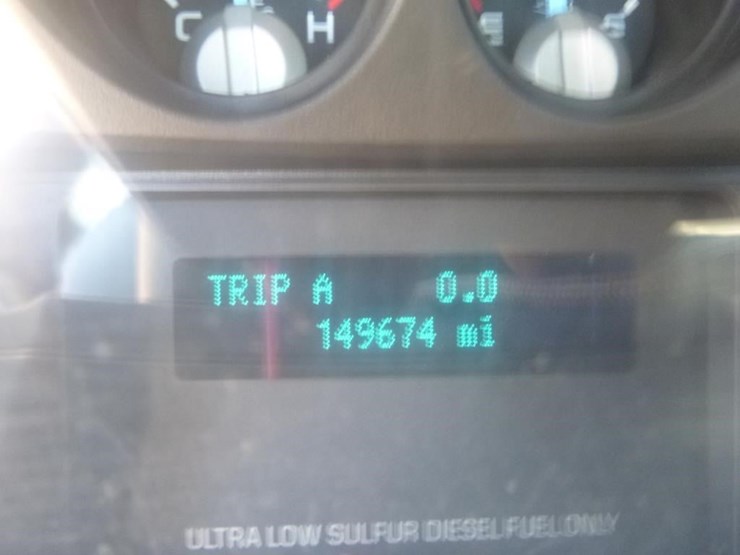 C H E
TRIP A 0.0
149674 mi
ULTRA LOW SULFUR DIESEL FUEL ONLY